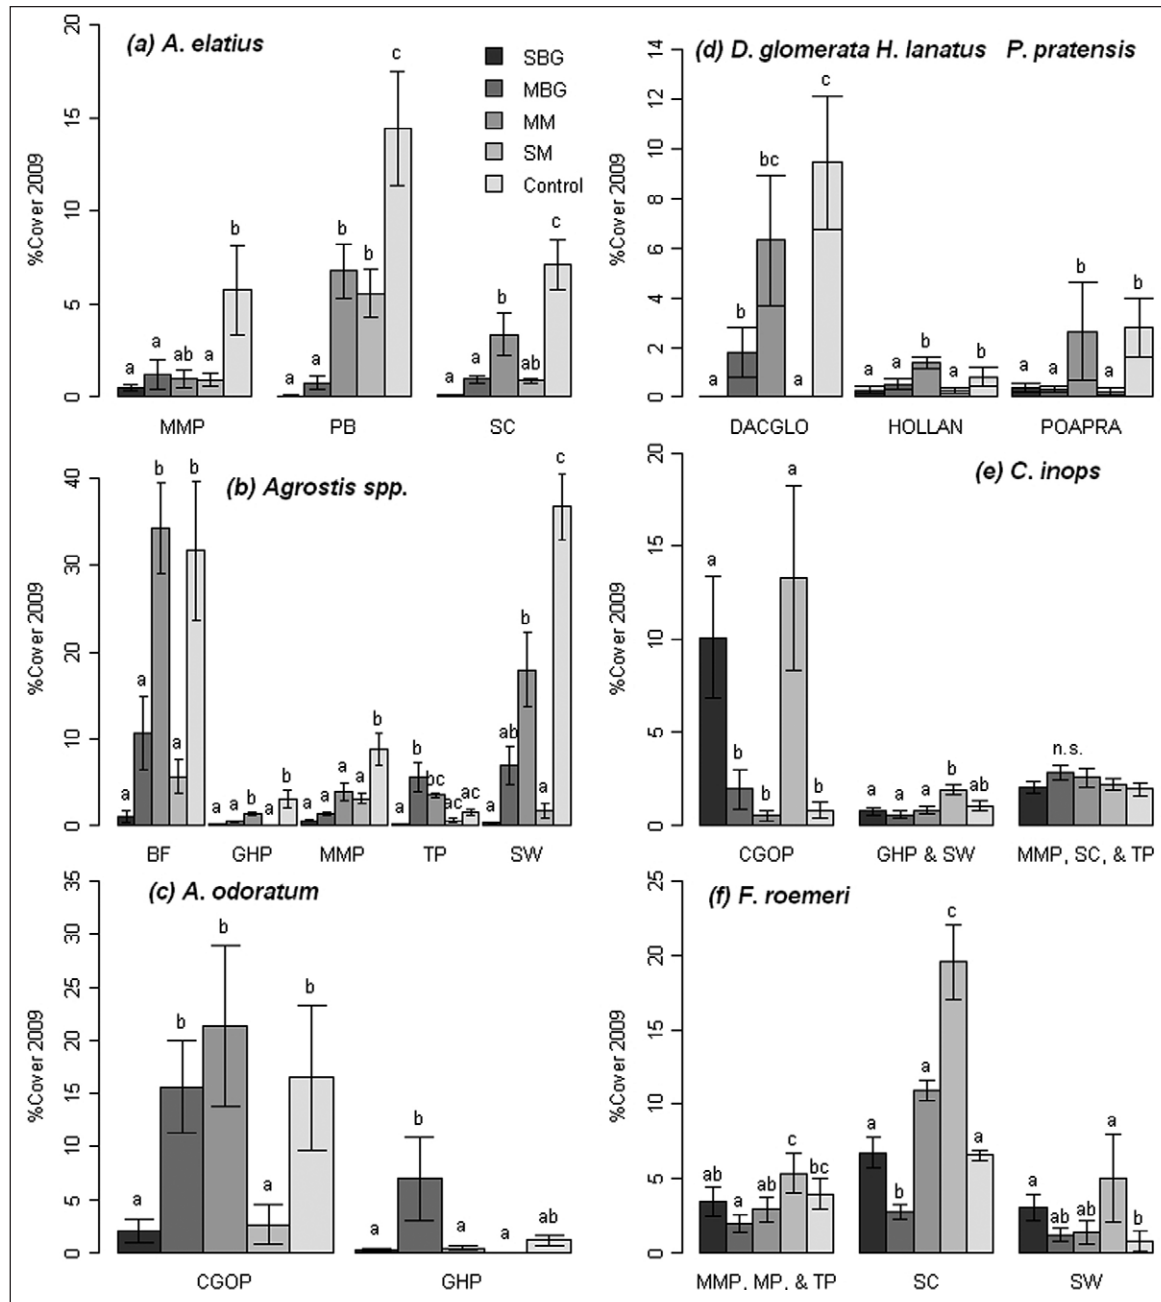 (a) A. elatius
%Cover 2009
20
15
10
5
0
SBG
MBG
MM
SM
Control
a a ab a b
a a b b c
a a b ab c
MMP PB SC
(b) Agrostis spp.
%Cover 2009
40
30
20
10
0
a a b a b
a a a a b
a a a a b
a b bc ac ac
a ab b a c
BF GHP MMP TP SW
(c) A. odoratum
%Cover 2009
35
30
25
20
15
10
5
0
a b b a b
a b a a ab
CGOP GHP
(d) D. glomerata H. lanatus P. pratensis
%Cover 2009
14
12
10
8
6
4
2
0
a b bc a c
a a b a b
a a b a b
DACGLO HOLLAN POAPRA
(e) C. inops
%Cover 2009
20
15
10
5
0
a b b a b
a a a b ab
n.s.
CGOP GHP & SW MMP, SC, & TP
(f) F. roemeri
%Cover 2009
25
20
15
10
5
0
ab a ab c bc
a b a c a
a ab ab a b
MMP, MP, & TP SC SW